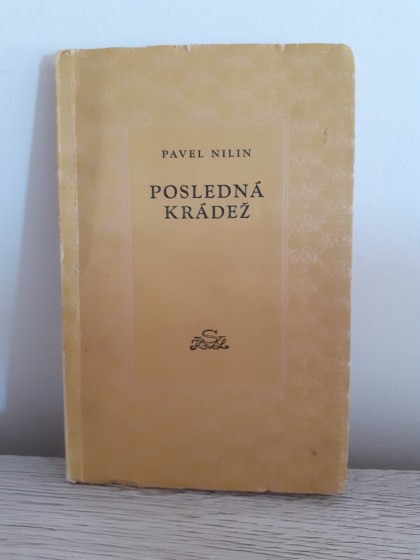 PAVEL NILIN
POSLEDNÁ
KRÁDEŽ